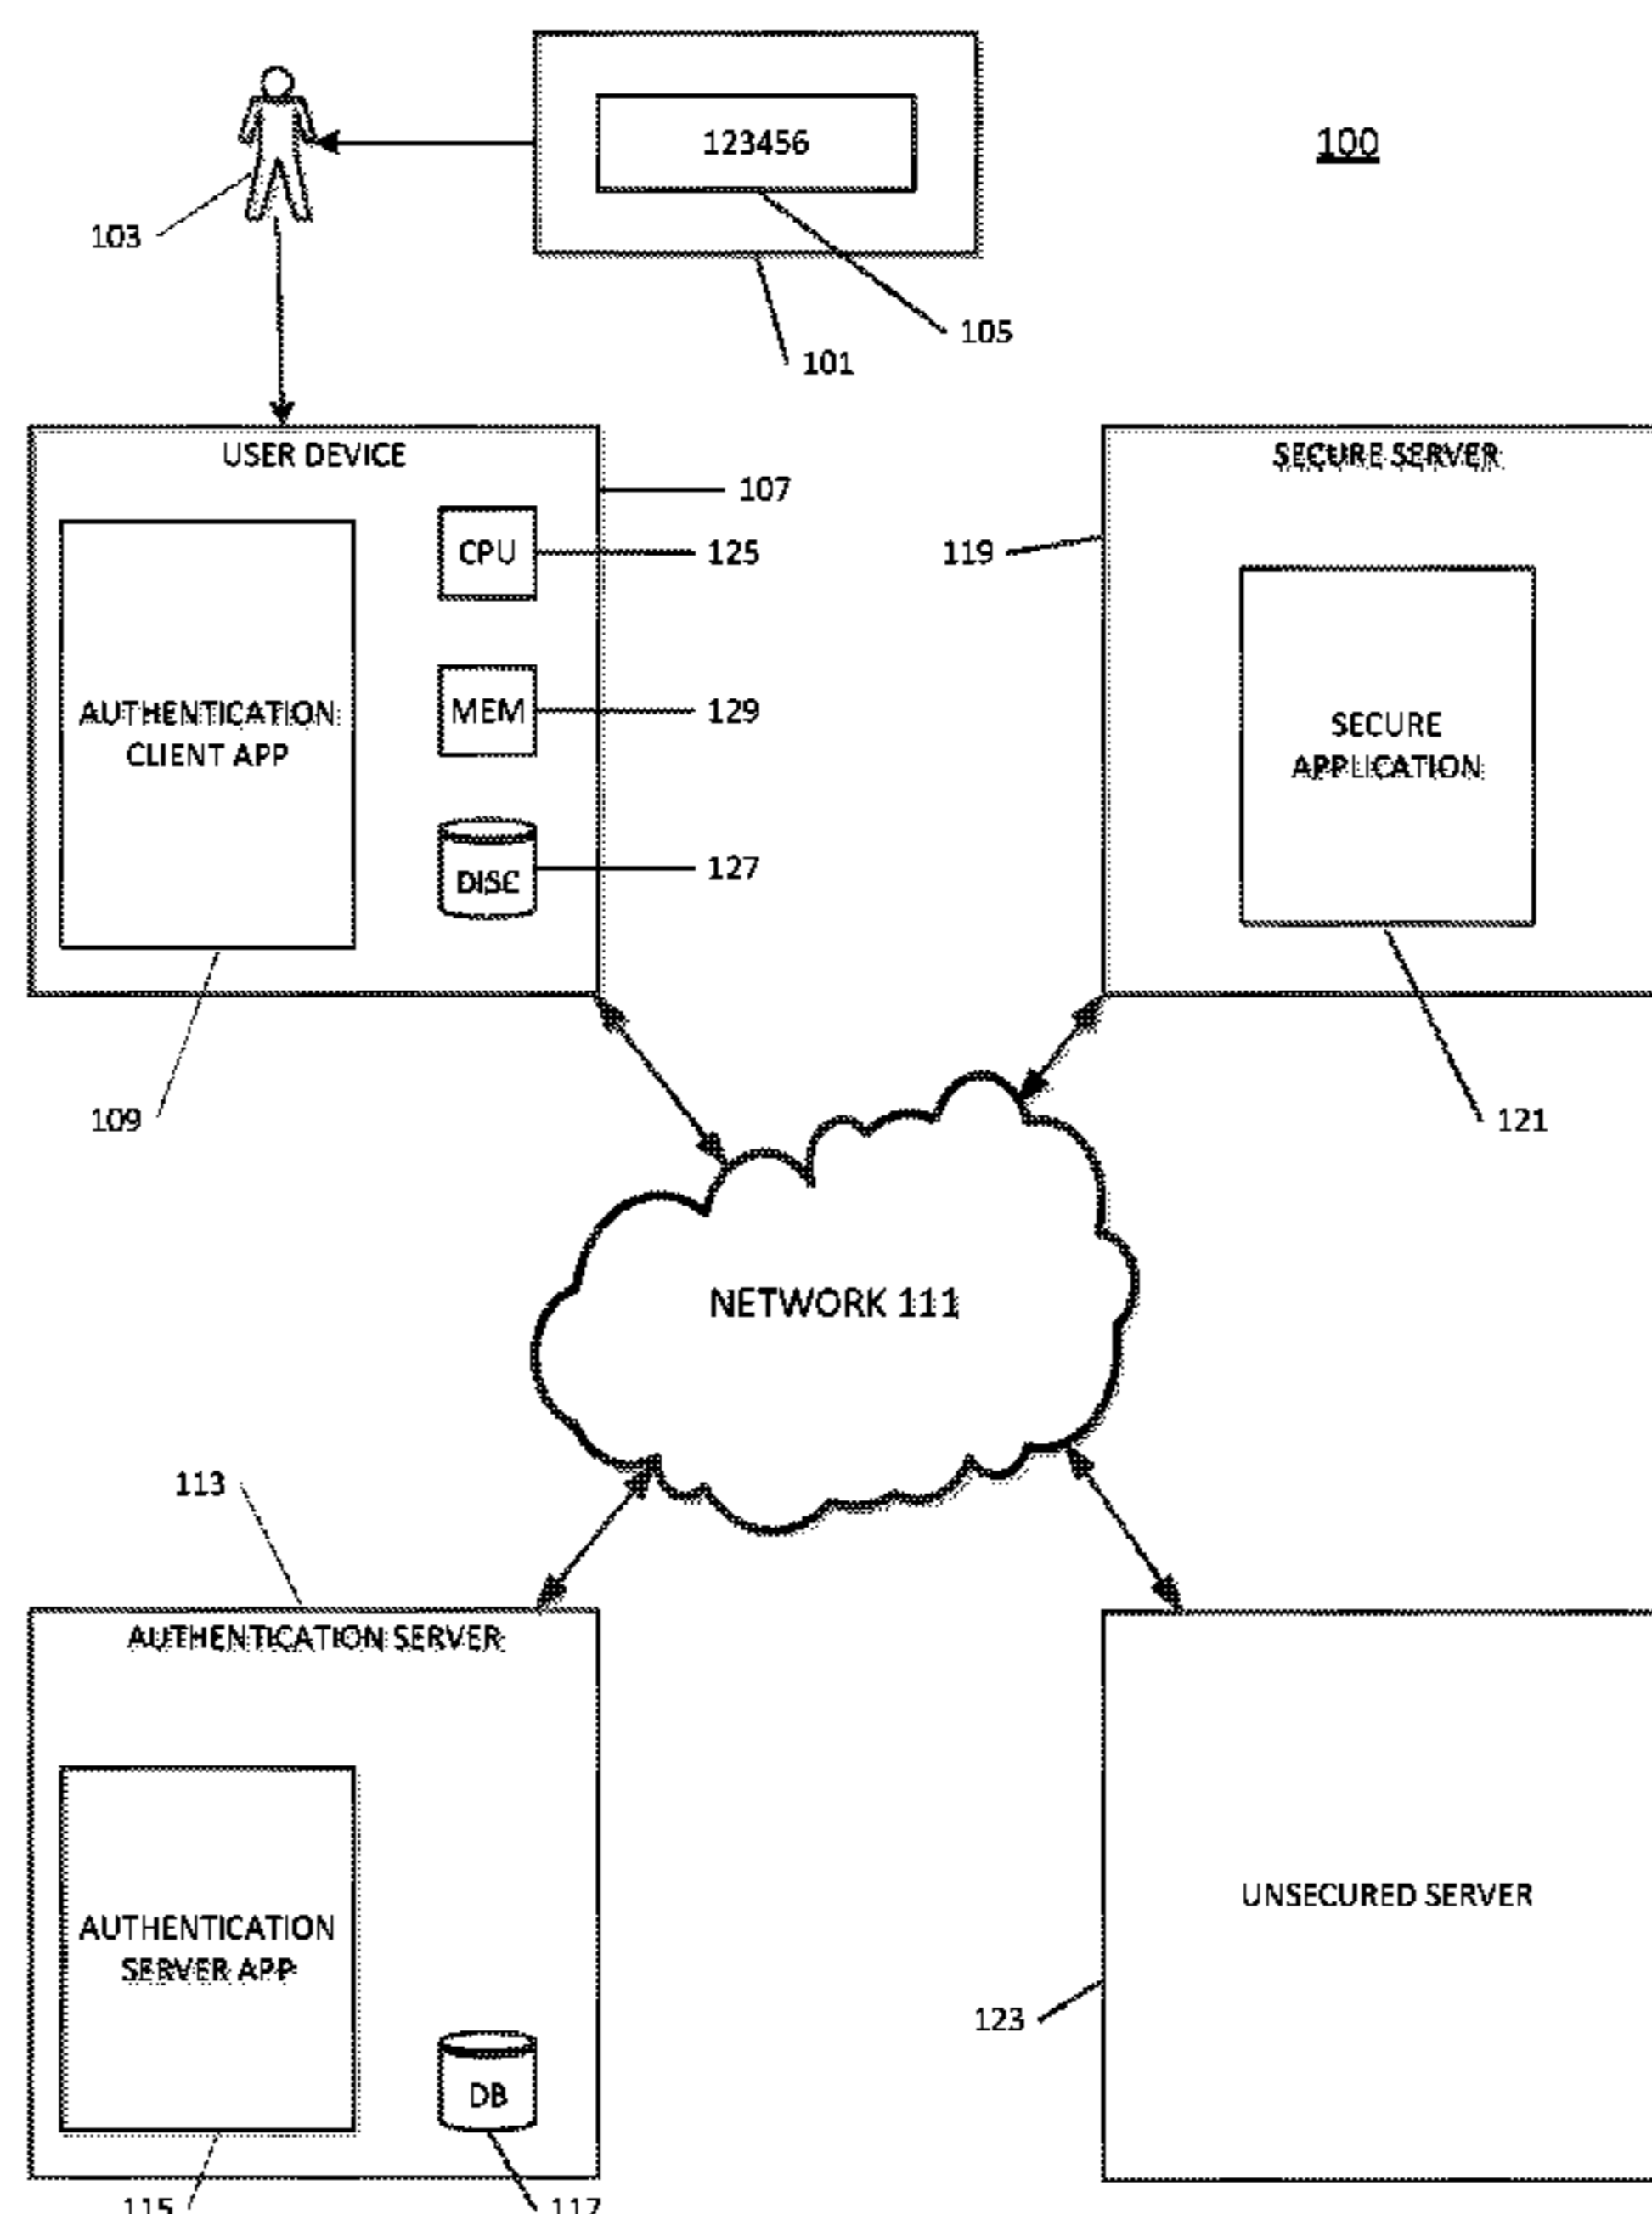 123456
100
103
105
101
USER DEVICE
107
CPU
125
AUTHENTICATION
CLIENT APP
MEM
129
DISC
127
109
SECURE SERVER
119
SECURE
APPLICATION
121
NETWORK 111
113
AUTHENTICATION SERVER
AUTHENTICATION
SERVER APP
DB
115
117
UNSECURED SERVER
123